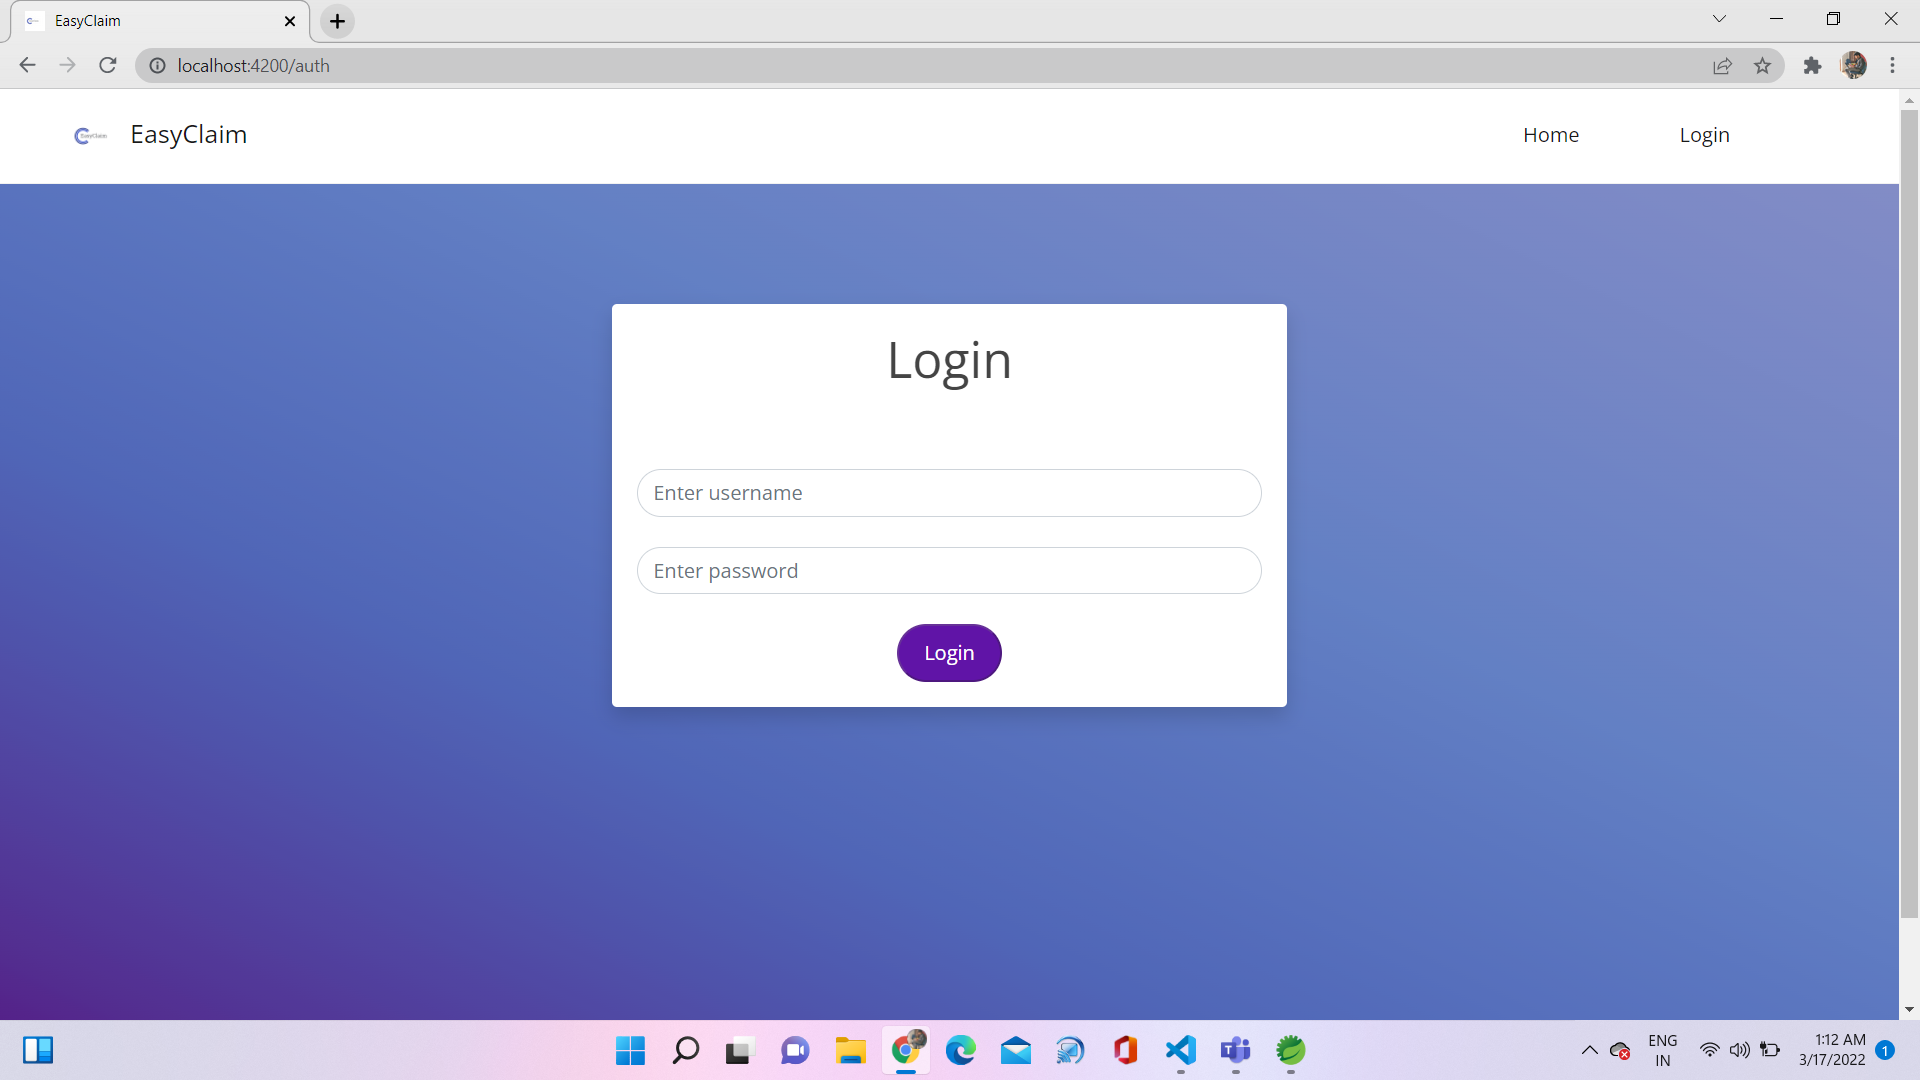 EasyClaim
localhost:4200/auth
EasyClaim
Home
Login
Login
Enter username
Enter password
Login
ENG
IN
1:12 AM
3/17/2022
1